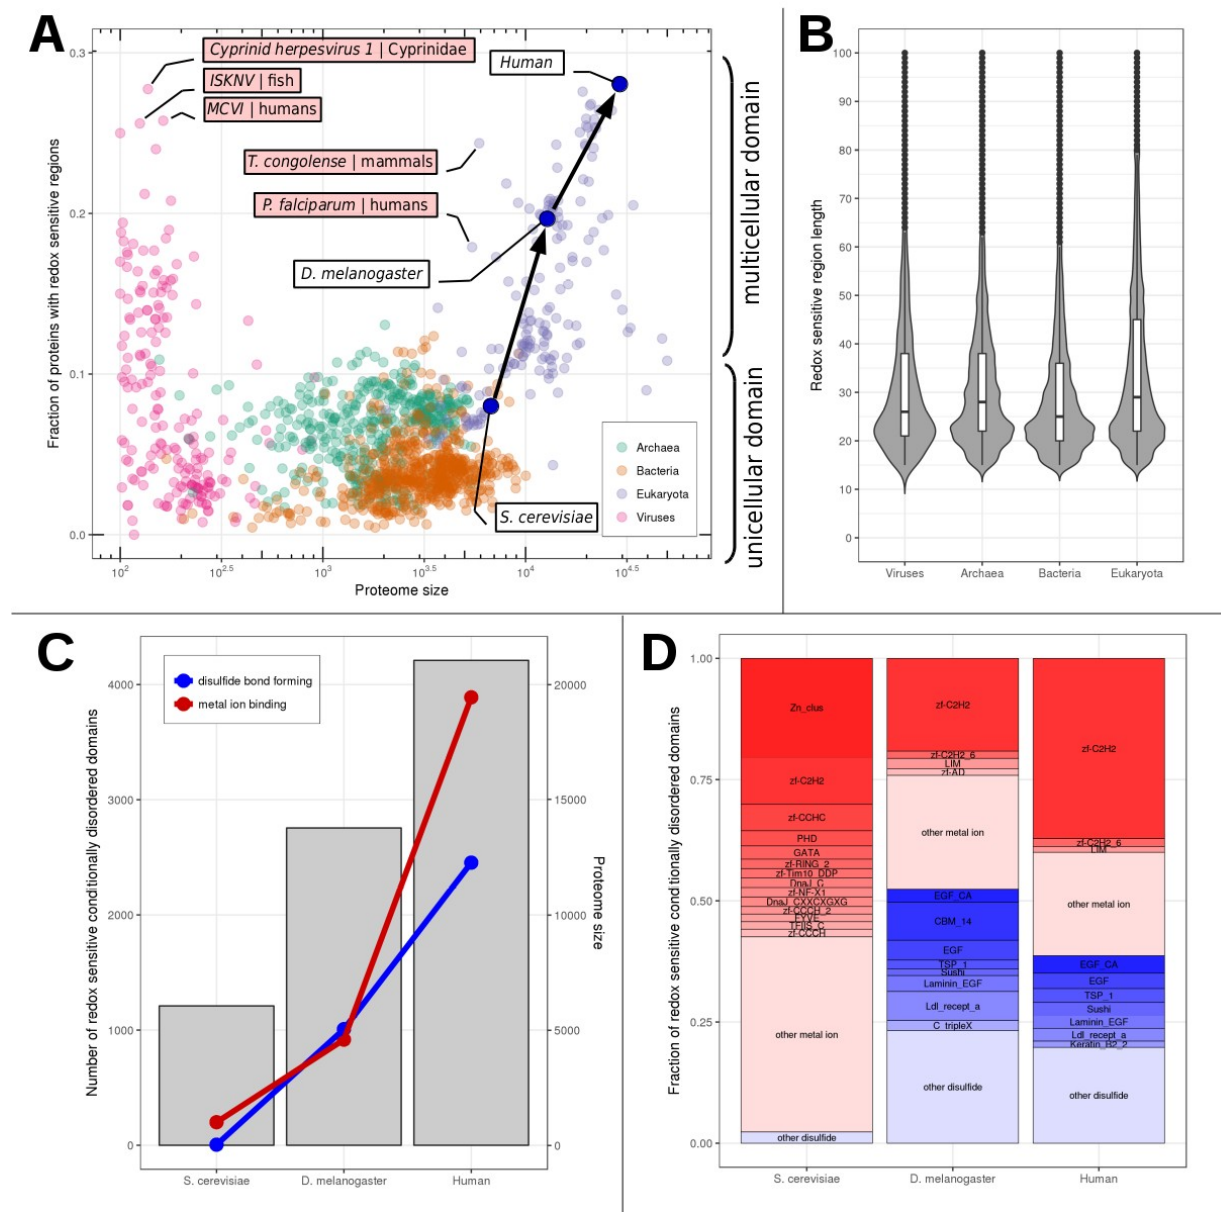 A
Cyprinid herpesvirus 1 | Cyprinidae
ISKNV | fish
MCVI | humans
Human
T. congolense | mammals
P. falciparum | humans
D. melanogaster
S. cerevisiae
0.3
0.2
0.1
0.0
Fraction of proteins with redox sensitive regions
Archaea
Bacteria
Eukaryota
Viruses
10^2
10^2.5
10^3
10^3.5
10^4
10^4.5
Proteome size
multicellular domain
unicellular domain
B
100
90
80
70
60
50
40
30
20
10
0
Redox sensitive region length
Viruses
Archaea
Bacteria
Eukaryota
C
disulfide bond forming
metal ion binding
4000
3000
2000
1000
0
Number of redox sensitive conditionally disordered domains
20000
15000
10000
5000
0
Proteome size
S. cerevisiae
D. melanogaster
Human
D
1.00
0.75
0.50
0.25
0.00
Fraction of redox sensitive conditionally disordered domains
Zn_clus
zf-C2H2
zf-CCHC
PHD
GATA
zf-RING_2
zf-Tim10_DDP
DnaJ_C
zf-NF-X1
DnaJ_CXXCXGXG
zf-CCCH_2
FYVE
TFIIS_C
zf-CCCH
other metal ion
other disulfide
zf-C2H2
zf-C2H2_6
LIM
zf-AD
other metal ion
EGF_CA
CBM_14
EGF
TSP_1
Sushi
Laminin_EGF
Ldl_recept_a
C_tripleX
other disulfide
zf-C2H2
zf-C2H2_6
LIM
other metal ion
EGF_CA
EGF
TSP_1
Sushi
Laminin_EGF
Ldl_recept_a
Keratin_B2_2
other disulfide
S. cerevisiae
D. melanogaster
Human